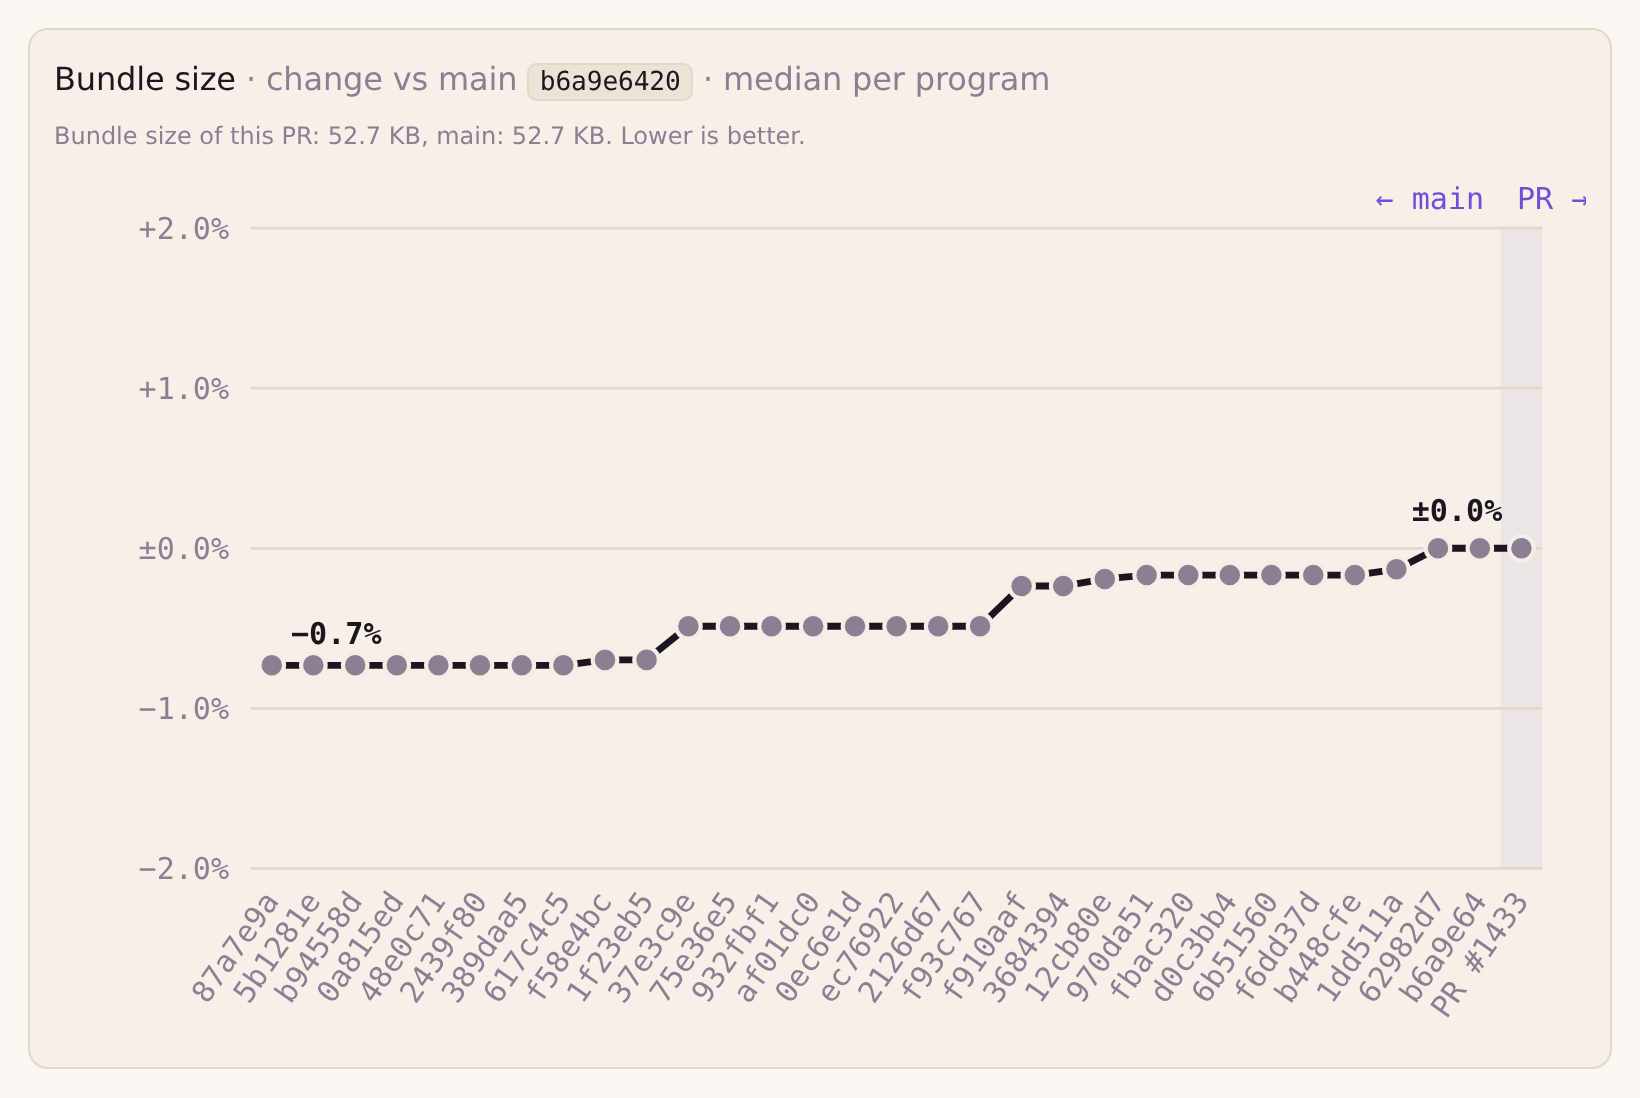 Bundle size · change vs main b6a9e6420 · median per program
Bundle size of this PR: 52.7 KB, main: 52.7 KB. Lower is better.
← main PR →
+2.0%
+1.0%
±0.0%
−1.0%
−2.0%
−0.7%
±0.0%
87a7e9a
5b1281e
b94558d
0a815ed
48e0c71
2439f80
389daa5
617c4c5
f58e4bc
1f23eb5
37e3c9e
75e36e5
932fbf1
af01dc0
0ec6e1d
ec76922
2126d67
f93c767
f910aaf
3684394
12cb80e
970da51
fbac320
d0c3bb4
6b51560
f6dd37d
b448cfe
1dd511a
62982d7
b6a9e64
PR #1433